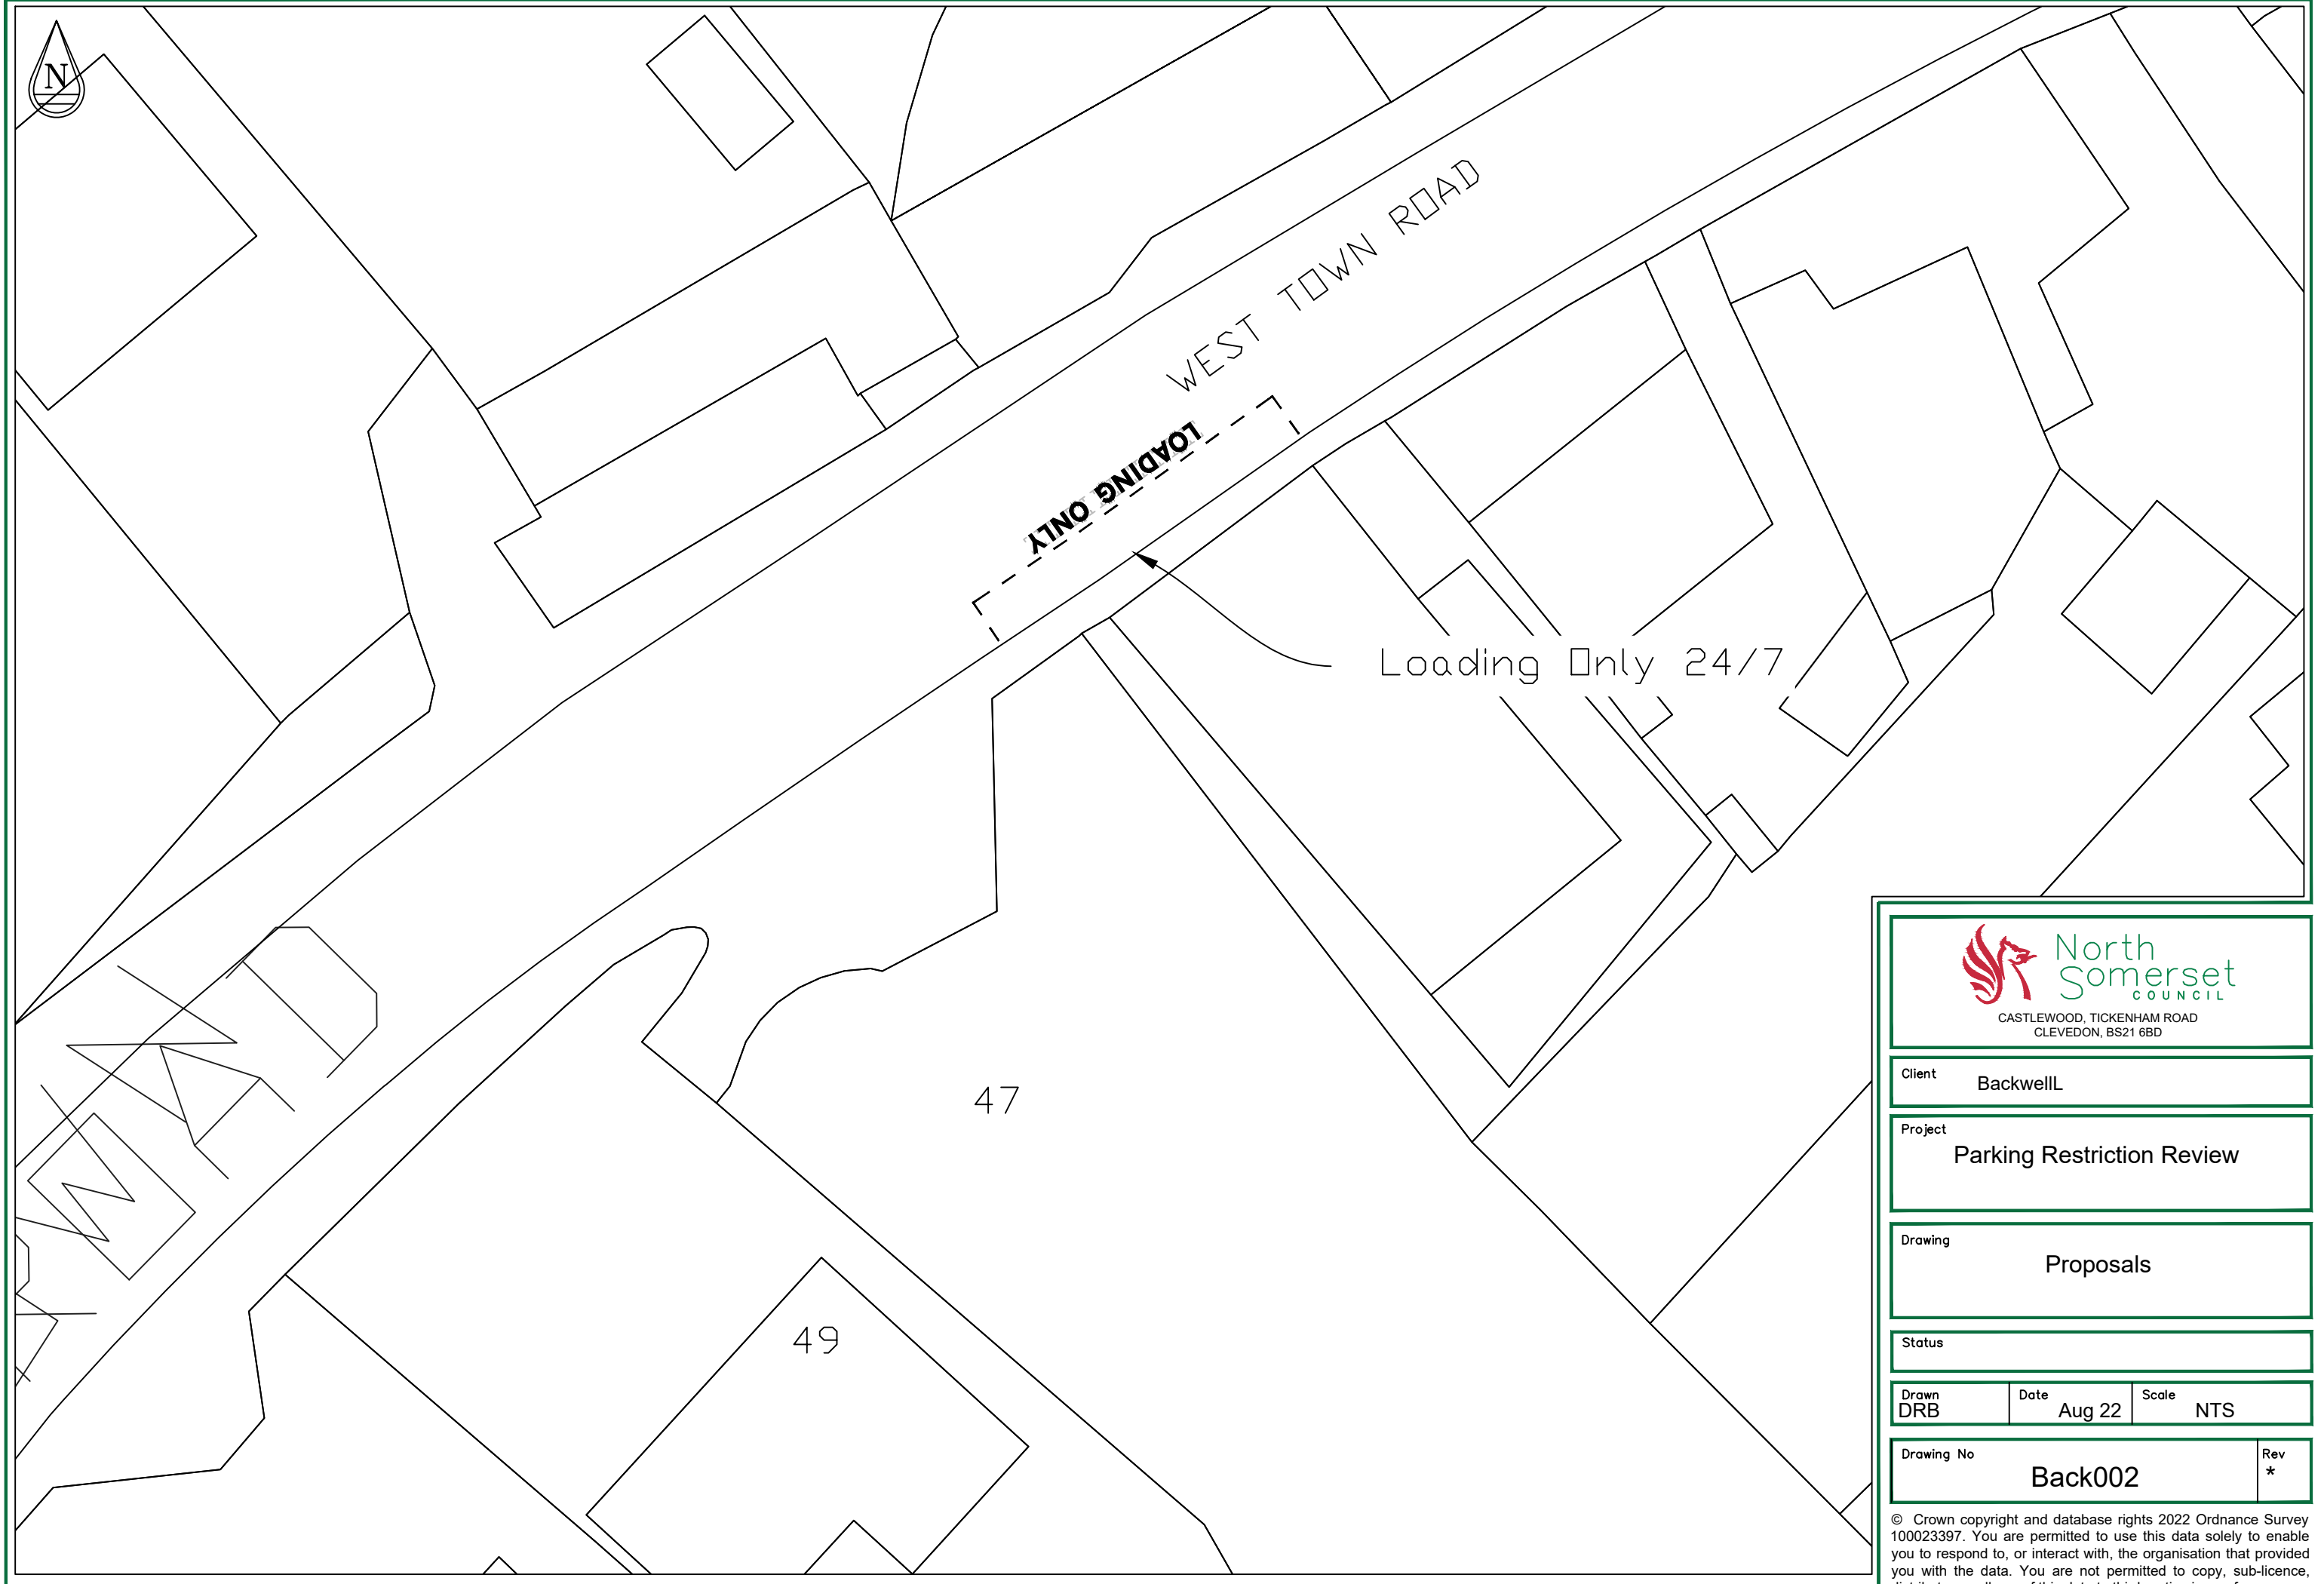 N
WEST TOWN ROAD
LOADING ONLY
Loading Only 24/7
47
49
North
Somerset
COUNCIL
CASTLEWOOD, TICKENHAM ROAD
CLEVEDON, BS21 6BD
Client BackwellL
Project
Parking Restriction Review
Drawing
Proposals
Status
Drawn Date Scale
DRB Aug 22 NTS
Drawing No Rev
Back002 *
© Crown copyright and database rights 2022 Ordnance Survey
100023397. You are permitted to use this data solely to enable
you to respond to, or interact with, the organisation that provided
you with the data. You are not permitted to copy, sub-licence,